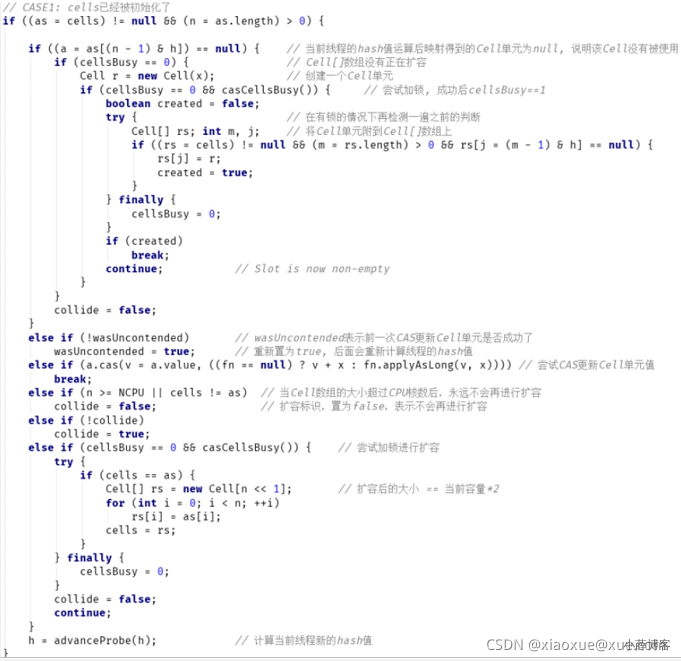 // CASE1: cells已经被初始化了
if ((as = cells) != null && (n = as.length) > 0) {
if ((a = as[(n - 1) & h]) == null) { // 当前线程的hash值运算后映射得到的Cell单元为null, 说明该Cell没有被使用
if (cellsBusy == 0) { // Cell[]数组没有正在扩容
Cell r = new Cell(x); // 创建一个Cell单元
if (cellsBusy == 0 && casCellsBusy()) { // 尝试加锁, 成功后cellsBusy==1
boolean created = false;
try { // 在有锁的情况下再检测一遍之前的判断
Cell[] rs; int m, j; // 将Cell单元附到Cell[]数组上
if ((rs = cells) != null && (m = rs.length) > 0 && rs[j = (m - 1) & h] == null) {
rs[j] = r;
created = true;
}
} finally {
cellsBusy = 0;
}
if (created)
break;
continue; // Slot is now non-empty
}
}
collide = false;
}
else if (!wasUncontended) // wasUncontended表示前一次CAS更新Cell单元是否成功了
wasUncontended = true; // 重新置为true, 后面会重新计算线程的hash值
else if (a.cas(v = a.value, ((fn == null) ? v + x : fn.applyAsLong(v, x)))) // 尝试CAS更新Cell单元值
break;
else if (n >= NCPU || cells != as) // 当Cell数组的大小超过CPU核数后, 永远不会再进行扩容
collide = false; // 扩容标识, 置为false, 表示不会再进行扩容
else if (!collide)
collide = true;
else if (cellsBusy == 0 && casCellsBusy()) { // 尝试加锁进行扩容
try {
if (cells == as) {
Cell[] rs = new Cell[n << 1]; // 扩容后的大小 == 当前容量*2
for (int i = 0; i < n; ++i)
rs[i] = as[i];
cells = rs;
}
} finally {
cellsBusy = 0;
}
collide = false;
continue;
}
h = advanceProbe(h); // 计算当前线程新的hash值
}
CSDN @xiaoxue@xu